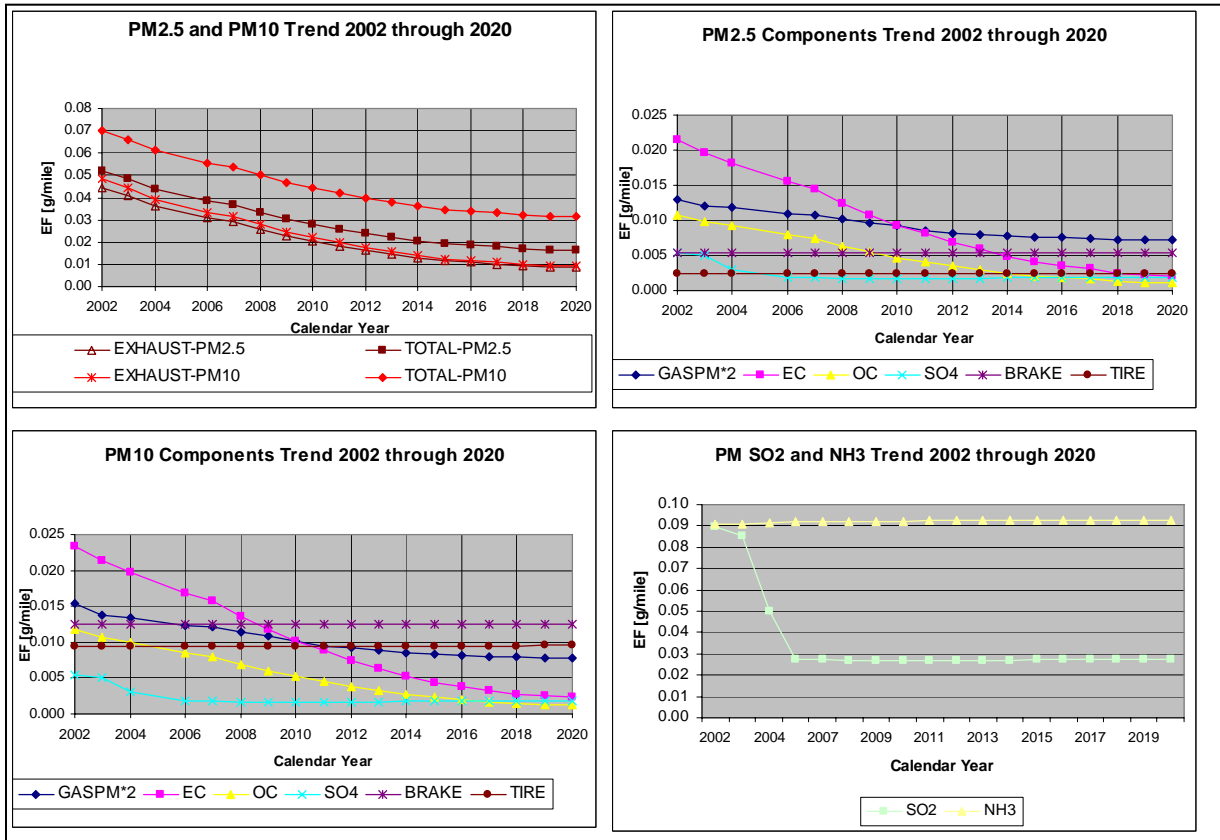 PM2.5 and PM10 Trend 2002 through 2020
EF [g/mile]
0.08
0.07
0.06
0.05
0.04
0.03
0.02
0.01
0.00
2002 2004 2006 2008 2010 2012 2014 2016 2018 2020
Calendar Year
EXHAUST-PM2.5 TOTAL-PM2.5
EXHAUST-PM10 TOTAL-PM10
PM2.5 Components Trend 2002 through 2020
EF [g/mile]
0.025
0.020
0.015
0.010
0.005
0.000
2002 2004 2006 2008 2010 2012 2014 2016 2018 2020
Calendar Year
GASPM*2 EC OC SO4 BRAKE TIRE
PM10 Components Trend 2002 through 2020
EF [g/mile]
0.025
0.020
0.015
0.010
0.005
0.000
2002 2004 2006 2008 2010 2012 2014 2016 2018 2020
Calendar Year
GASPM*2 EC OC SO4 BRAKE TIRE
PM SO2 and NH3 Trend 2002 through 2020
EF [g/mile]
0.10
0.09
0.08
0.07
0.06
0.05
0.04
0.03
0.02
0.01
0.00
2002 2004 2007 2009 2011 2013 2015 2017 2019
Calendar Year
SO2 NH3